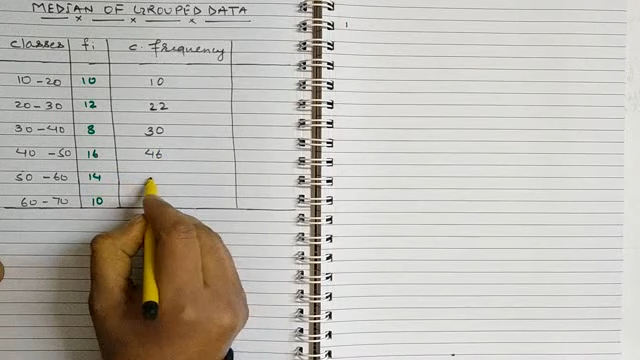 MEDIAN OF GROUPED DATA
classes fi c. frequency
10-20 10 10
20-30 12 22
30-40 8 30
40-50 16 46
50-60 14
60-70 10